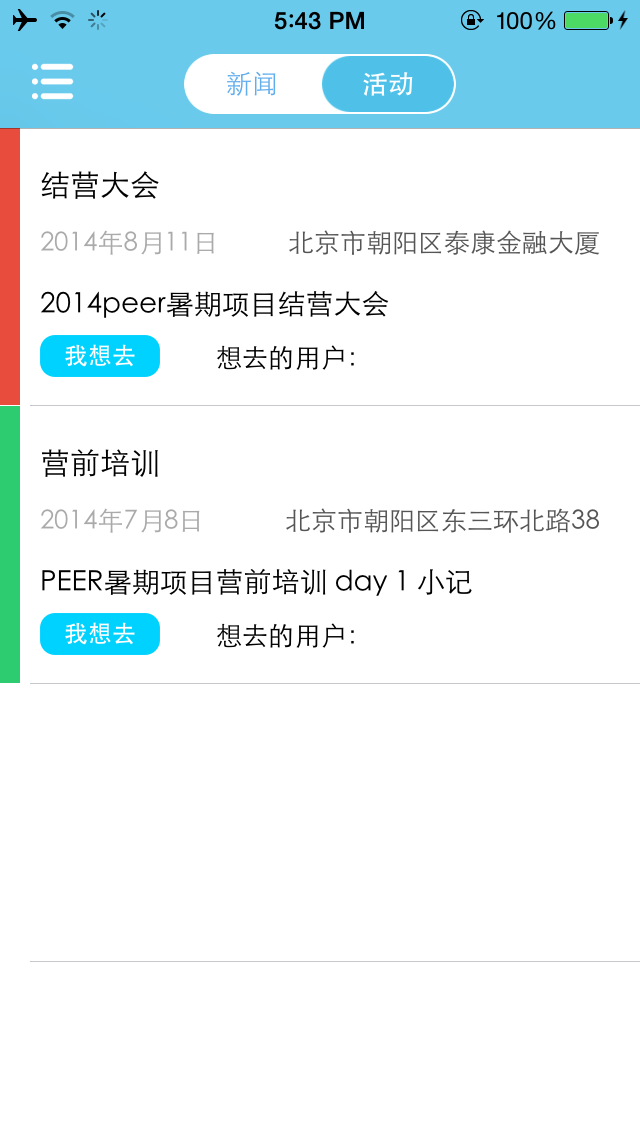 5:43 PM 100%
新闻 活动
结营大会
2014年8月11日 北京市朝阳区泰康金融大厦
2014peer暑期项目结营大会
我想去 想去的用户:
营前培训
2014年7月8日 北京市朝阳区东三环北路38
PEER暑期项目营前培训 day 1 小记
我想去 想去的用户: